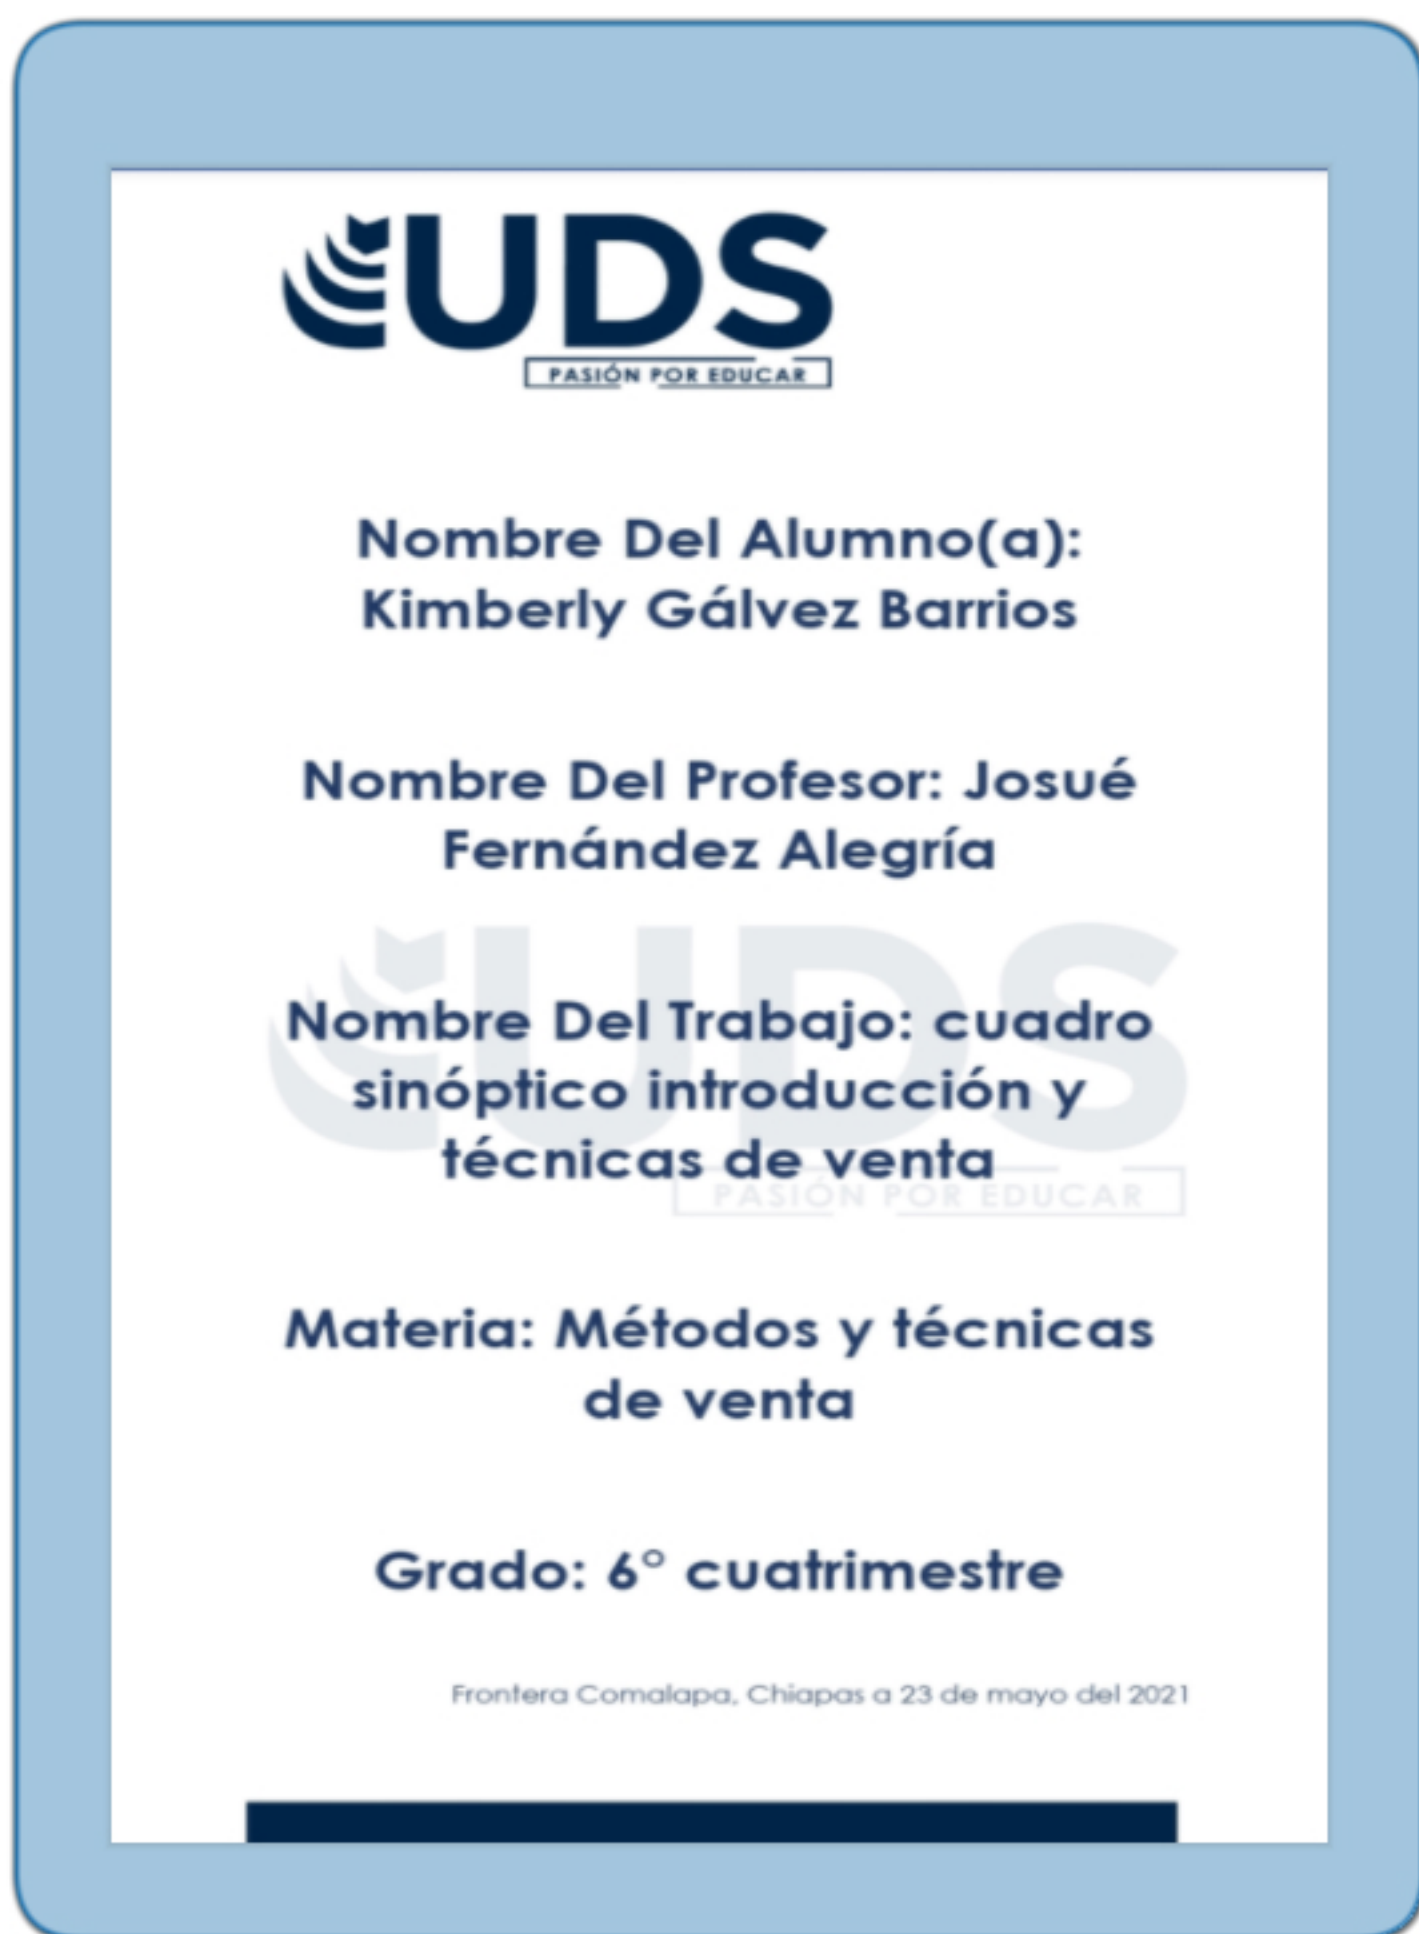 UDS
PASIÓN POR EDUCAR
Nombre Del Alumno(a):
Kimberly Gálvez Barrios
Nombre Del Profesor: Josué
Fernández Alegría
UDS
Nombre Del Trabajo: cuadro
sinóptico introducción y
técnicas de venta
PASIÓN POR EDUCAR
Materia: Métodos y técnicas
de venta
Grado: 6° cuatrimestre
Frontera Comalapa, Chiapas a 23 de mayo del 2021